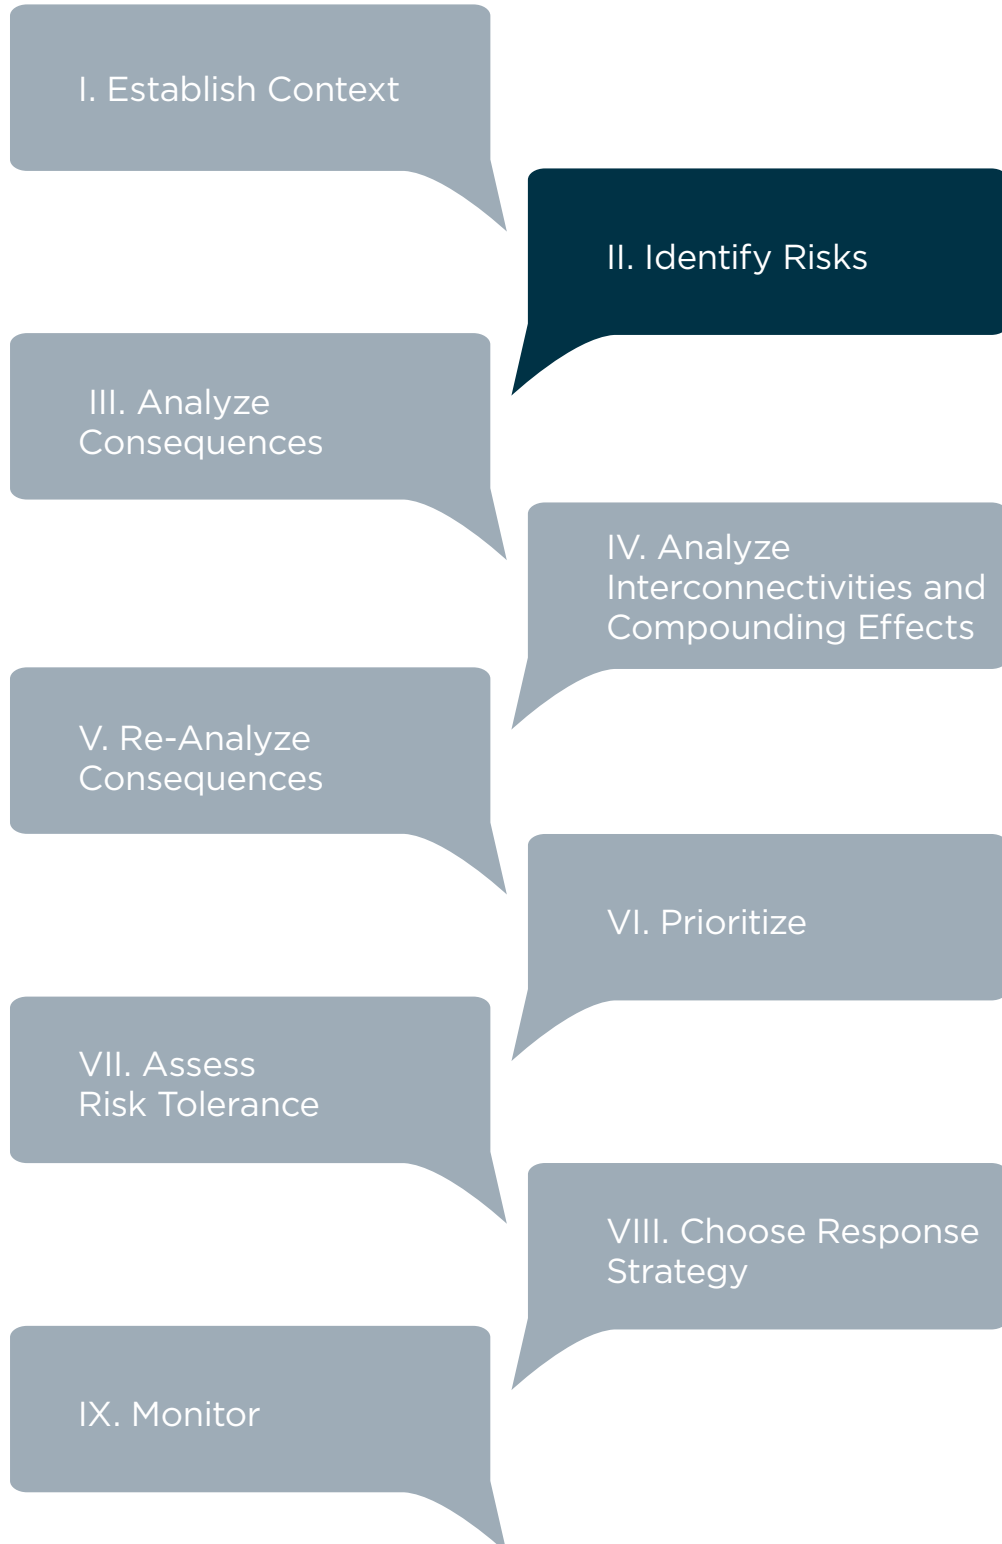 I. Establish Context
II. Identify Risks
III. Analyze
Consequences
IV. Analyze
Interconnectivities and
Compounding Effects
V. Re-Analyze
Consequences
VI. Prioritize
VII. Assess
Risk Tolerance
VIII. Choose Response
Strategy
IX. Monitor